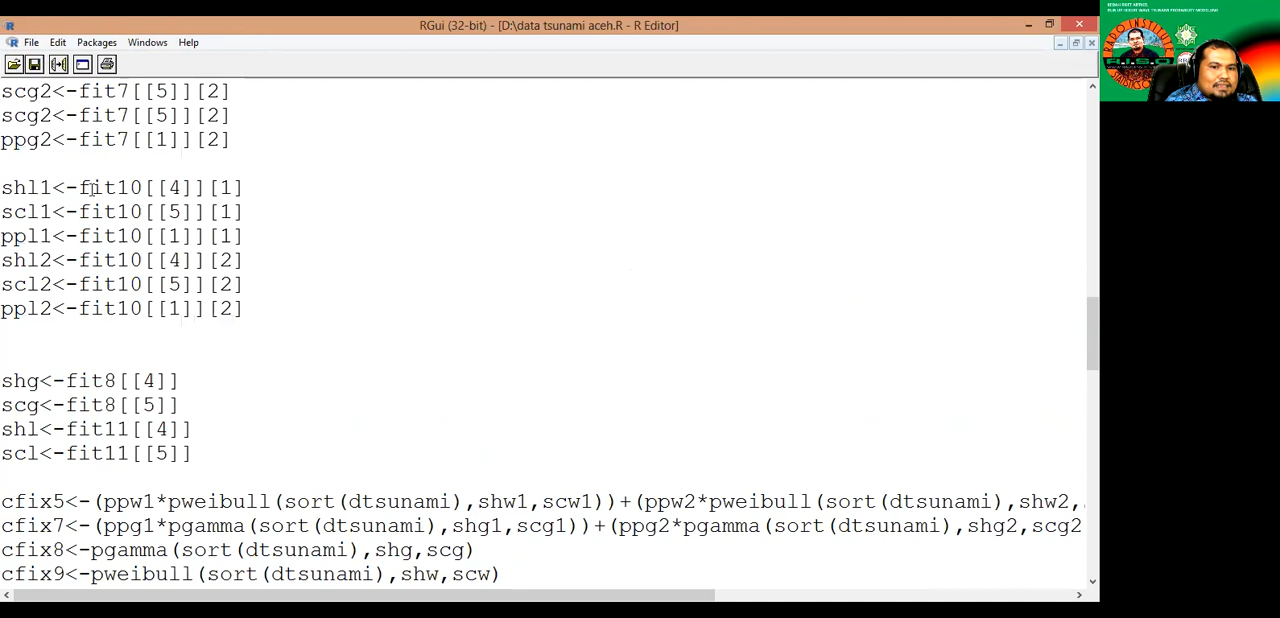 RGui (32-bit) - [D:\data tsunami aceh.R - R Editor]
File Edit Packages Windows Help
scg2<-fit7[[5]][2]
scg2<-fit7[[5]][2]
ppg2<-fit7[[1]][2]
shl1<-fit10[[4]][1]
scl1<-fit10[[5]][1]
ppl1<-fit10[[1]][1]
shl2<-fit10[[4]][2]
scl2<-fit10[[5]][2]
ppl2<-fit10[[1]][2]
shg<-fit8[[4]]
scg<-fit8[[5]]
shl<-fit11[[4]]
scl<-fit11[[5]]
cfix5<-(ppw1*pweibull(sort(dtsunami),shw1,scw1))+(ppw2*pweibull(sort(dtsunami),shw2,
cfix7<-(ppg1*pgamma(sort(dtsunami),shg1,scg1))+(ppg2*pgamma(sort(dtsunami),shg2,scg2
cfix8<-pgamma(sort(dtsunami),shg,scg)
cfix9<-pweibull(sort(dtsunami),shw,scw)
R.I.S.O